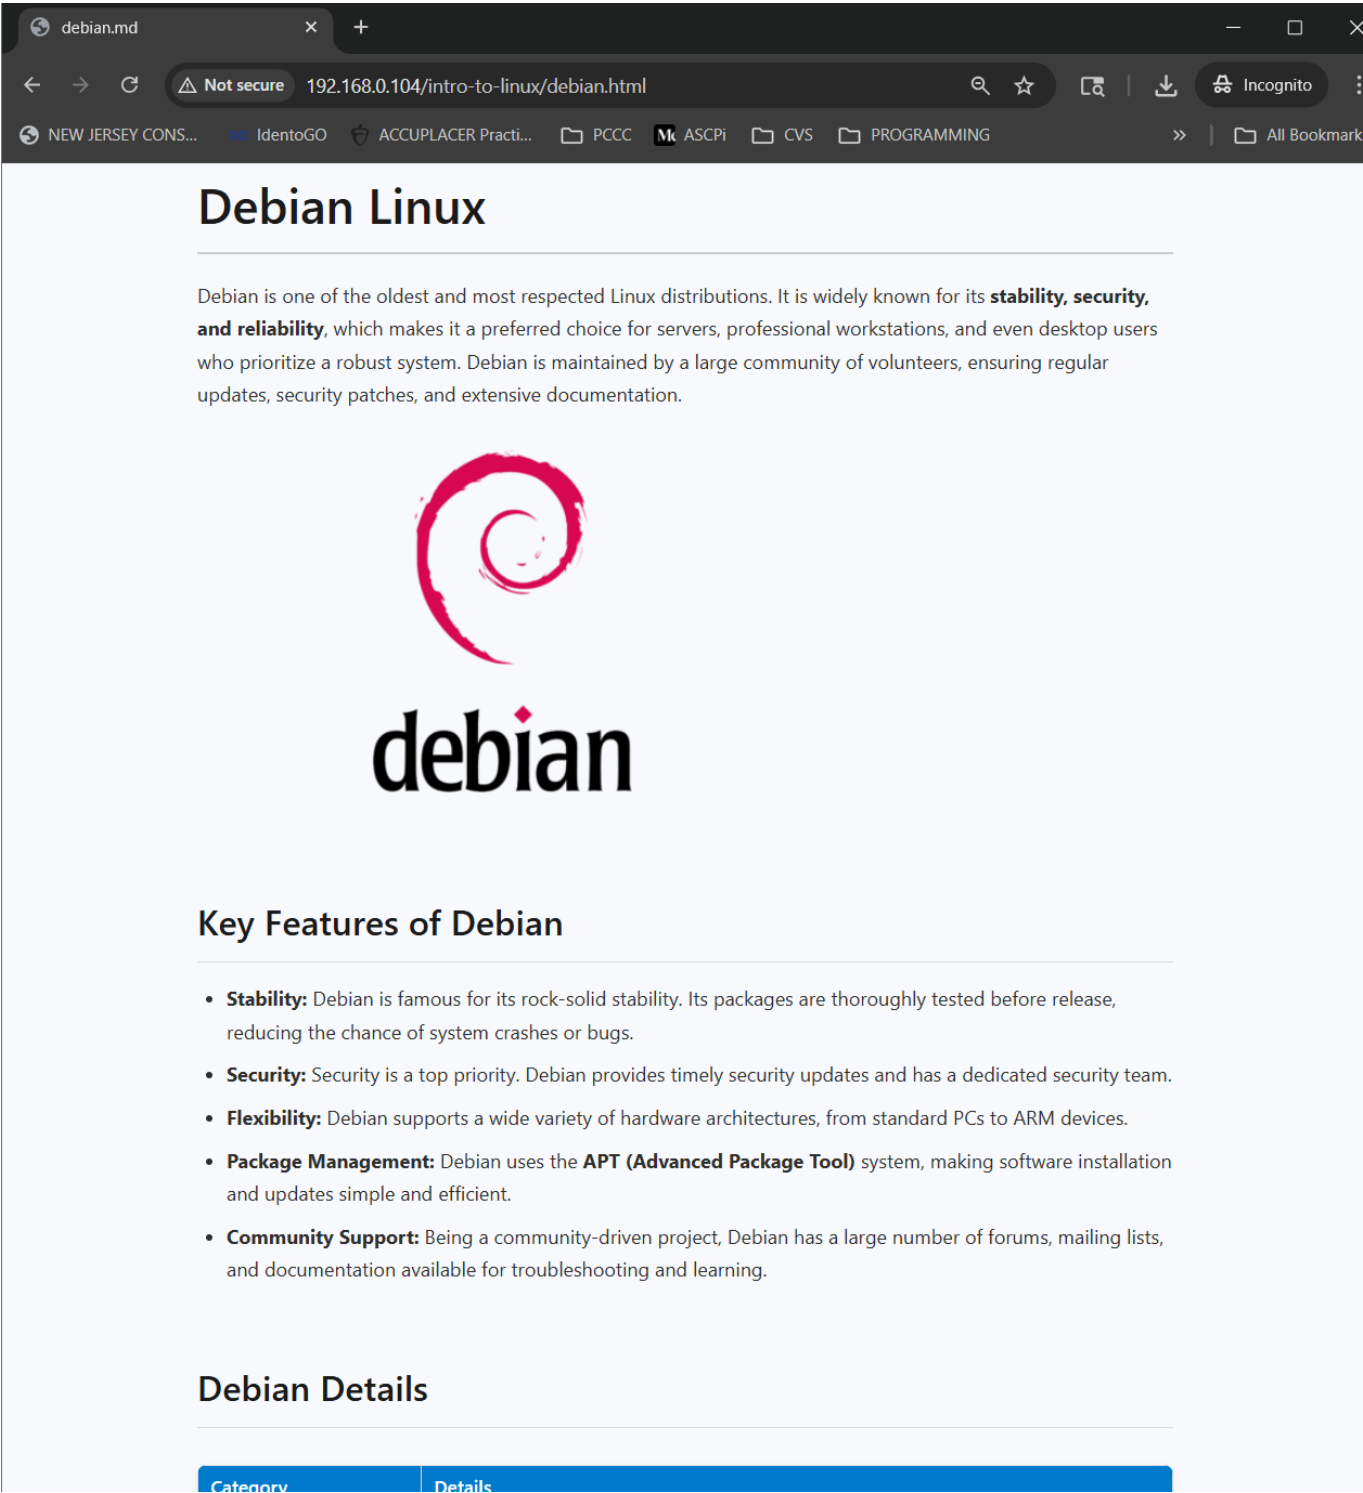 debian.md
Not secure 192.168.0.104/intro-to-linux/debian.html Incognito
NEW JERSEY CONS... IdentoGO ACCUPLACER Practi... PCCC ASCPi CVS PROGRAMMING » All Bookmark
Debian Linux
Debian is one of the oldest and most respected Linux distributions. It is widely known for its stability, security,
and reliability, which makes it a preferred choice for servers, professional workstations, and even desktop users
who prioritize a robust system. Debian is maintained by a large community of volunteers, ensuring regular
updates, security patches, and extensive documentation.
debian
Key Features of Debian
• Stability: Debian is famous for its rock-solid stability. Its packages are thoroughly tested before release,
reducing the chance of system crashes or bugs.
• Security: Security is a top priority. Debian provides timely security updates and has a dedicated security team.
• Flexibility: Debian supports a wide variety of hardware architectures, from standard PCs to ARM devices.
• Package Management: Debian uses the APT (Advanced Package Tool) system, making software installation
and updates simple and efficient.
• Community Support: Being a community-driven project, Debian has a large number of forums, mailing lists,
and documentation available for troubleshooting and learning.
Debian Details
Category Details